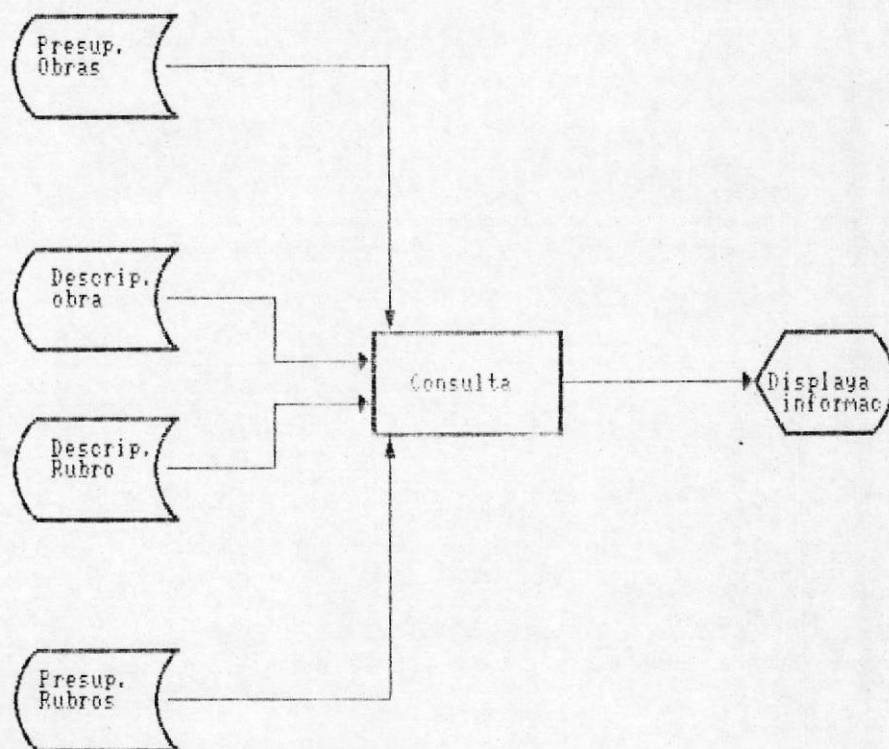 Presup.
Obras
Descrip.
obra
Consulta
Displaya
informac
Descrip.
Rubro
Presup.
Rubros